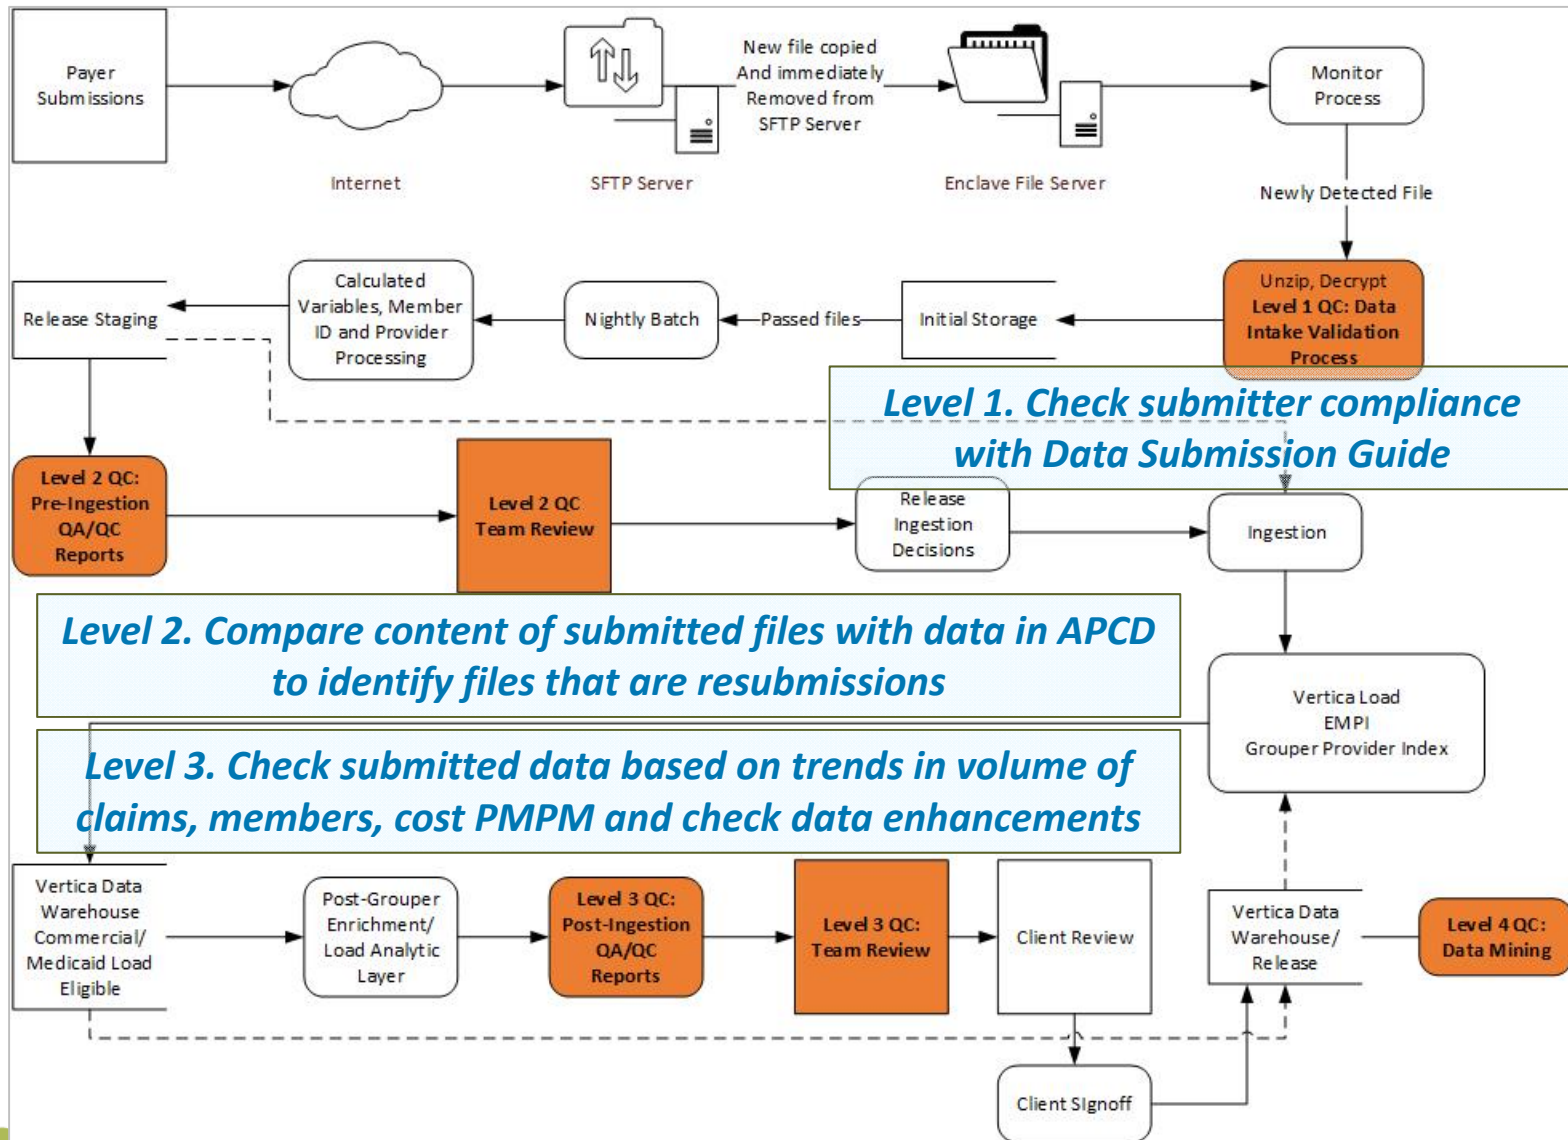 Payer
Submissions
New file copied
And immediately
Removed from
SFTP Server
Monitor
Process
Internet
SFTP Server
Enclave File Server
Newly Detected File
Release Staging
Calculated
Variables, Member
ID and Provider
Processing
Nightly Batch
Passed files
Initial Storage
Unzip, Decrypt
Level 1 QC: Data
Intake Validation
Process
Level 1. Check submitter compliance
with Data Submission Guide
Level 2 QC:
Pre-Ingestion
QA/QC
Reports
Level 2 QC
Team Review
Release
Ingestion
Decisions
Ingestion
Level 2. Compare content of submitted files with data in APCD
to identify files that are resubmissions
Vertica Load
EMPI
Grouper Provider Index
Level 3. Check submitted data based on trends in volume of
claims, members, cost PMPM and check data enhancements
Vertica Data
Warehouse
Commercial/
Medicaid Load
Eligible
Post-Grouper
Enrichment/
Load Analytic
Layer
Level 3 QC:
Post-Ingestion
QA/QC
Reports
Level 3 QC:
Team Review
Client Review
Vertica Data
Warehouse/
Release
Level 4 QC:
Data Mining
Client SIgnoff